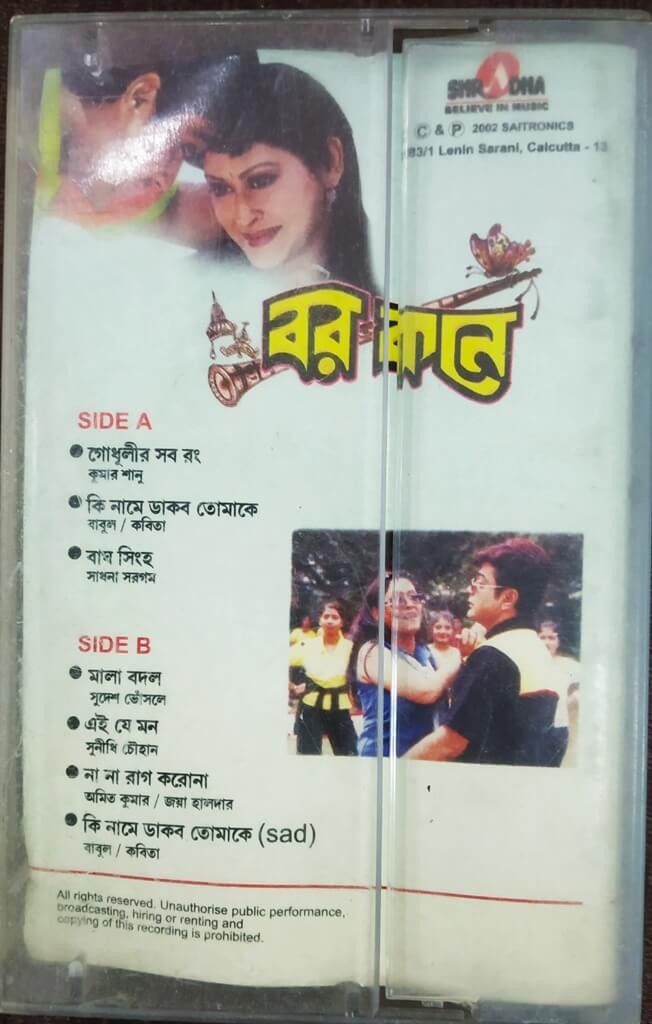 SHRADHA
BELIEVE IN MUSIC
© & ℗ 2002 SAITRONICS
83/1 Lenin Sarani, Calcutta - 13
বর কনে
SIDE A
গোধূলীর সব রং
কুমার শানু
কি নামে ডাকব তোমাকে
বাবুল / কবিতা
বাঘ সিংহ
সাধনা সরগম
SIDE B
মালা বদল
সুদেশ ভোঁসলে
এই যে মন
সুনীধি চৌহান
না না রাগ করোনা
অমিত কুমার / জয়া হালদার
কি নামে ডাকব তোমাকে (sad)
বাবুল / কবিতা
All rights reserved. Unauthorise public performance,
broadcasting, hiring or renting and
copying of this recording is prohibited.